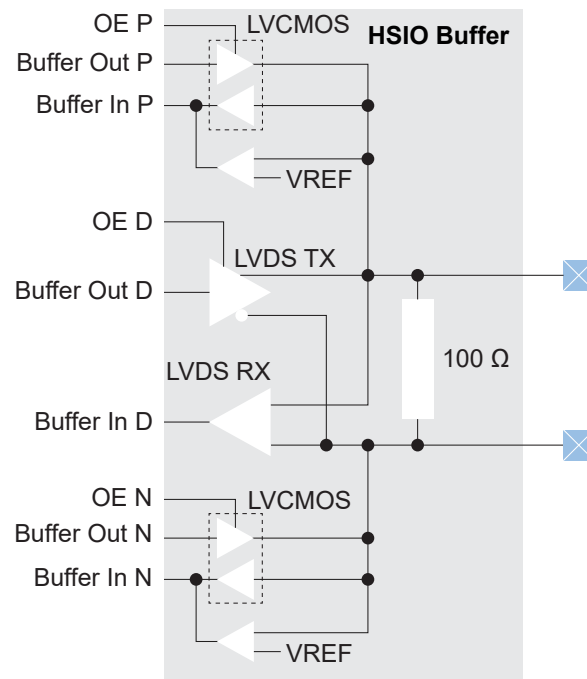 OE P
LVCMOS
HSIO Buffer
Buffer Out P
Buffer In P
VREF
OE D
LVDS TX
Buffer Out D
100 Ω
LVDS RX
Buffer In D
OE N
LVCMOS
Buffer Out N
Buffer In N
VREF